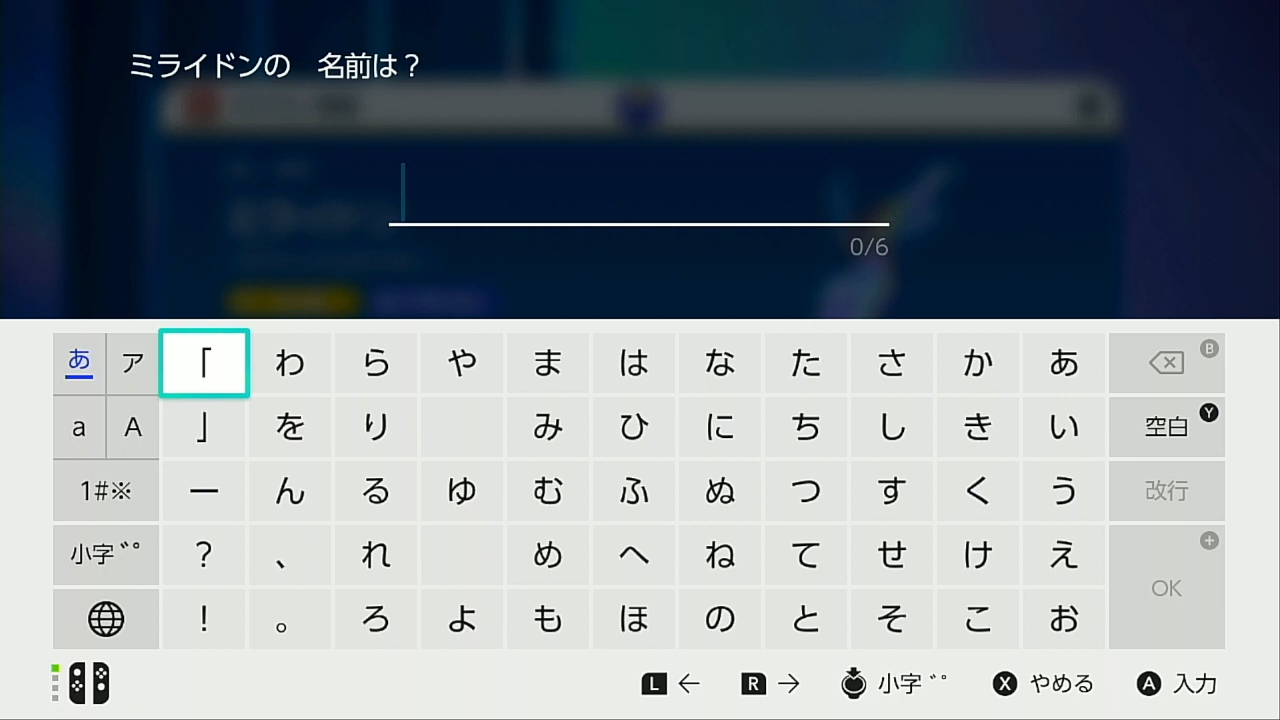 ミライドンの　名前は？
0/6
あ ア 「 わ ら や ま は な た さ か あ B
a A 」 を り み ひ に ち し き い 空白 Y
1#※ ー ん る ゆ む ふ ぬ つ す く う 改行
小字゛゜ ? 、 れ め へ ね て せ け え +
! 。 ろ よ も ほ の と そ こ お OK
L ← R → 小字゛゜ X やめる A 入力